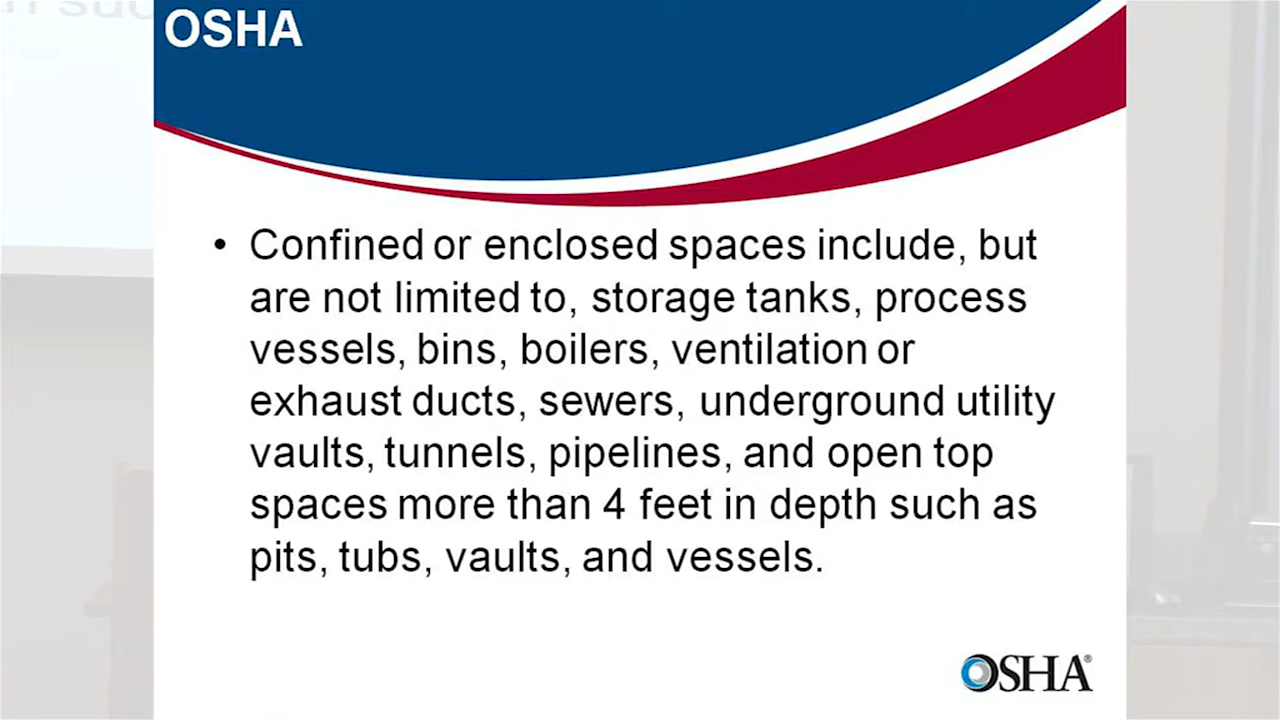 OSHA
• Confined or enclosed spaces include, but
are not limited to, storage tanks, process
vessels, bins, boilers, ventilation or
exhaust ducts, sewers, underground utility
vaults, tunnels, pipelines, and open top
spaces more than 4 feet in depth such as
pits, tubs, vaults, and vessels.
OSHA®